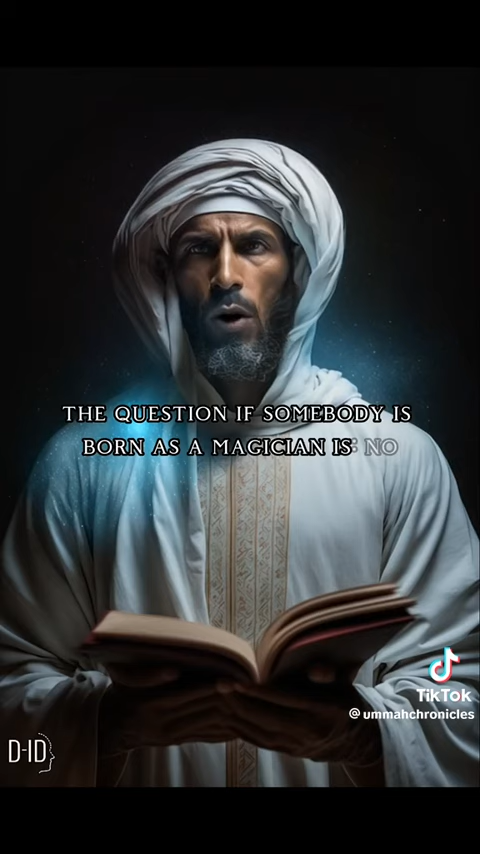 THE QUESTION IF SOMEBODY IS
BORN AS A MAGICIAN IS NO
TikTok
@ummahchronicles
D-ID